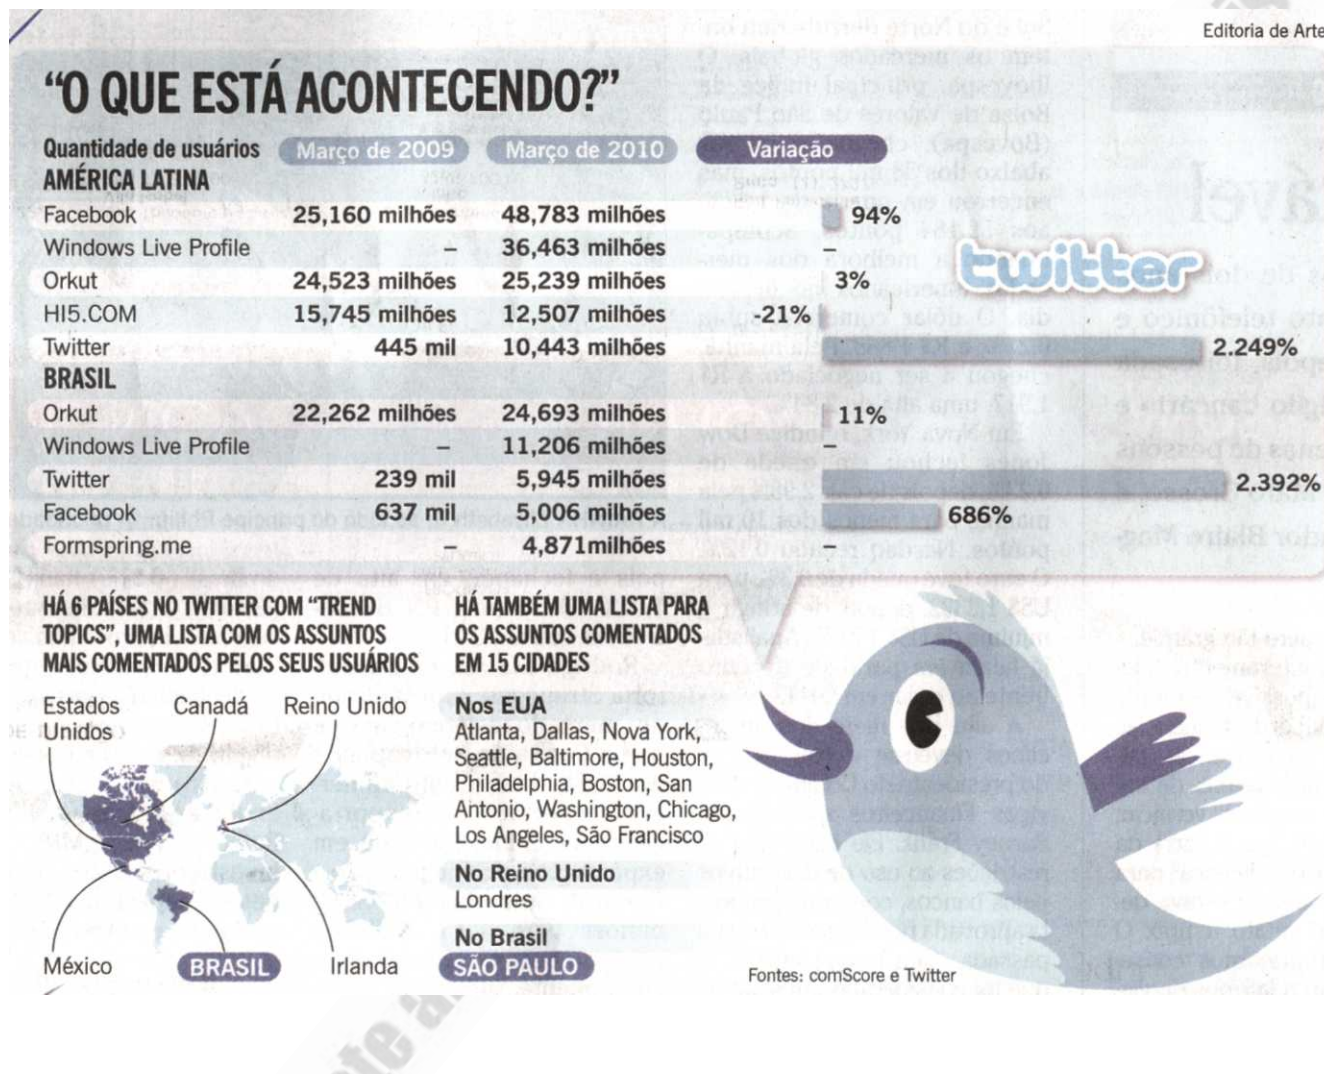 Editoria de Arte
"O QUE ESTÁ ACONTECENDO?"
Quantidade de usuários Março de 2009 Março de 2010 Variação
AMÉRICA LATINA
Facebook 25,160 milhões 48,783 milhões 94%
Windows Live Profile – 36,463 milhões –
Orkut 24,523 milhões 25,239 milhões 3%
HI5.COM 15,745 milhões 12,507 milhões -21%
Twitter 445 mil 10,443 milhões 2.249%
twitter
BRASIL
Orkut 22,262 milhões 24,693 milhões 11%
Windows Live Profile – 11,206 milhões
Twitter 239 mil 5,945 milhões 2.392%
Facebook 637 mil 5,006 milhões 686%
Formspring.me – 4,871milhões
HÁ 6 PAÍSES NO TWITTER COM "TREND
TOPICS", UMA LISTA COM OS ASSUNTOS
MAIS COMENTADOS PELOS SEUS USUÁRIOS
Estados
Unidos
Canadá
Reino Unido
México
BRASIL
Irlanda
HÁ TAMBÉM UMA LISTA PARA
OS ASSUNTOS COMENTADOS
EM 15 CIDADES
Nos EUA
Atlanta, Dallas, Nova York,
Seattle, Baltimore, Houston,
Philadelphia, Boston, San
Antonio, Washington, Chicago,
Los Angeles, São Francisco
No Reino Unido
Londres
No Brasil
SÃO PAULO
Fontes: comScore e Twitter